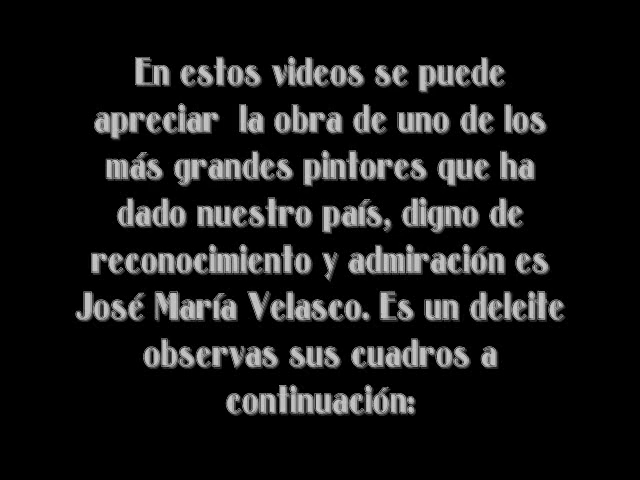 En estos videos se puede
apreciar la obra de uno de los
más grandes pintores que ha
dado nuestro país, digno de
reconocimiento y admiración es
José María Velasco. Es un deleite
observas sus cuadros a
continuación: